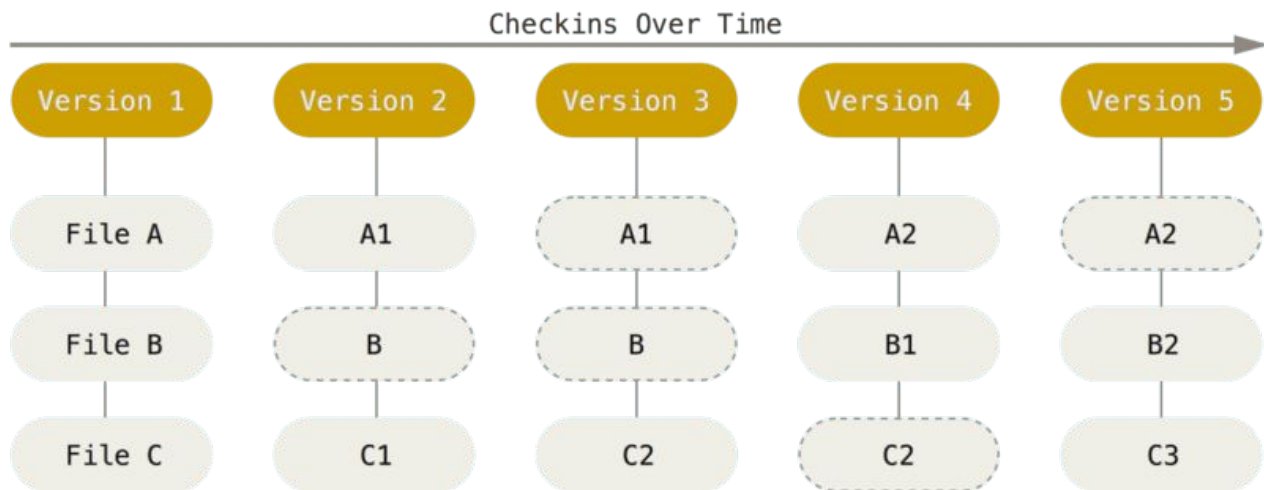 Checkins Over Time
Version 1 Version 2 Version 3 Version 4 Version 5
File A A1 A1 A2 A2
File B B B B1 B2
File C C1 C2 C2 C3